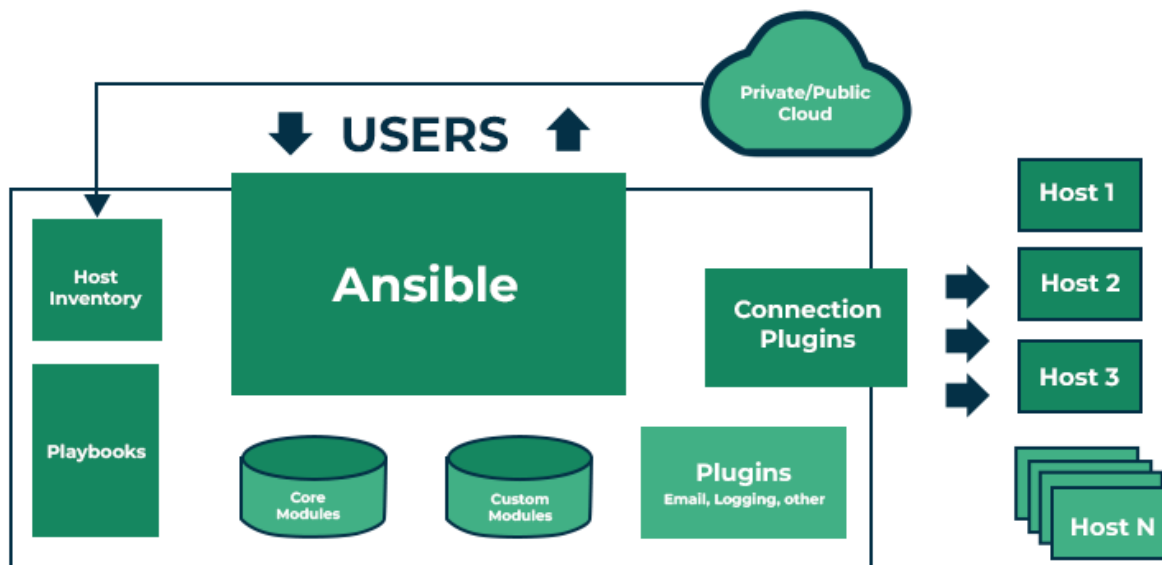 Private/Public
Cloud
USERS
Host 1
Host
Inventory
Ansible
Host 2
Connection
Plugins
Host 3
Playbooks
Core
Modules
Custom
Modules
Plugins
Email, Logging, other
Host N